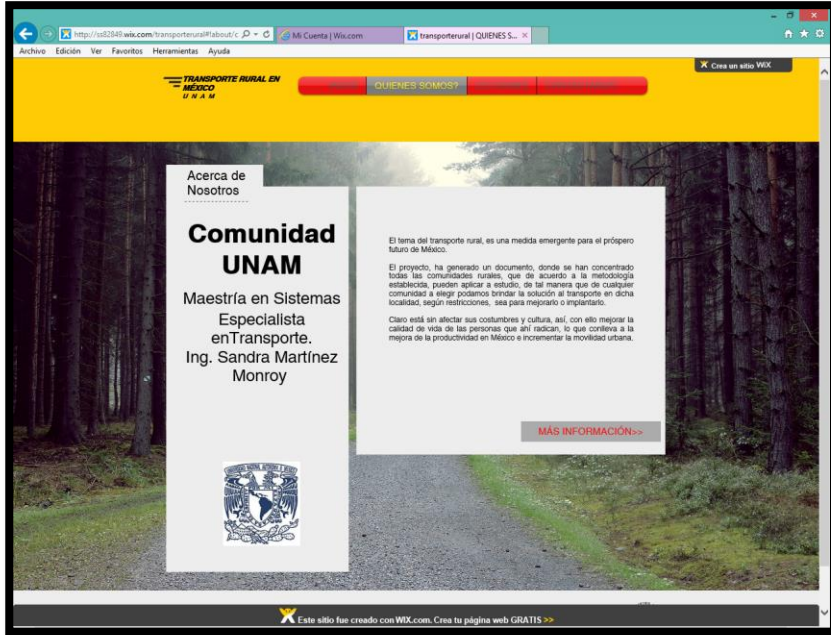 http://ss82849.wix.com/transporterural#!about/c
Mi Cuenta | Wix.com
transporterural | QUIENES S...
Archivo Edición Ver Favoritos Herramientas Ayuda
Crea un sitio WiX
TRANSPORTE RURAL EN
MÉXICO
UNAM
QUIENES SOMOS?
Acerca de
Nosotros
Comunidad
UNAM
Maestría en Sistemas
Especialista
enTransporte.
Ing. Sandra Martínez
Monroy
El tema del transporte rural, es una medida emergente para el próspero
futuro de México.
El proyecto, ha generado un documento, donde se han concentrado
todas las comunidades rurales, que de acuerdo a la metodología
establecida, pueden aplicar a estudio, de tal manera que de cualquier
comunidad a elegir podamos brindar la solución al transporte en dicha
localidad, según restricciones, sea para mejorarlo o implantarlo.
Claro está sin afectar sus costumbres y cultura, así, con ello mejorar la
calidad de vida de las personas que ahí radican, lo que conlleva a la
mejora de la productividad en México e incrementar la movilidad urbana.
MÁS INFORMACIÓN>>
Este sitio fue creado con WIX.com. Crea tu página web GRATIS >>